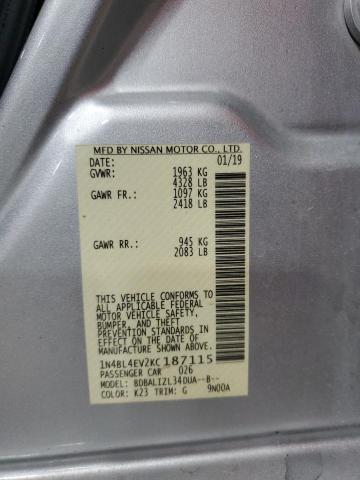 MFD BY NISSAN MOTOR CO., LTD.
DATE: 01/19
GVWR: 1963 KG
4328 LB
GAWR FR.: 1097 KG
2418 LB
GAWR RR.: 945 KG
2083 LB
THIS VEHICLE CONFORMS TO
ALL APPLICABLE FEDERAL
MOTOR VEHICLE SAFETY,
BUMPER, AND THEFT
PREVENTION STANDARDS
IN EFFECT ON THE DATE OF
MANUFACTURE SHOWN ABOVE.
1N4BL4EV2KC187115
PASSENGER CAR 026
MODEL: BDBALIZL34DUA--B--
COLOR: K23 TRIM: G 9N00A